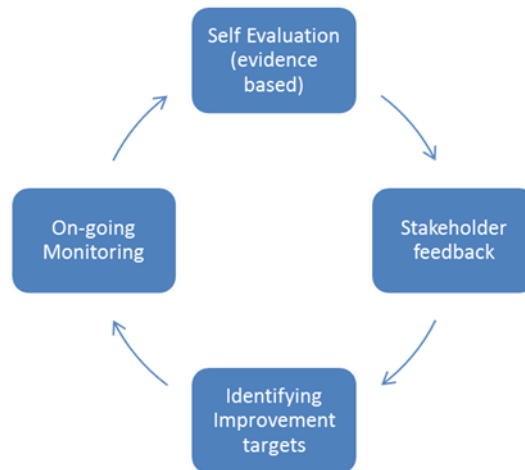 Self Evaluation
(evidence
based)
Stakeholder
feedback
Identifying
Improvement
targets
On-going
Monitoring